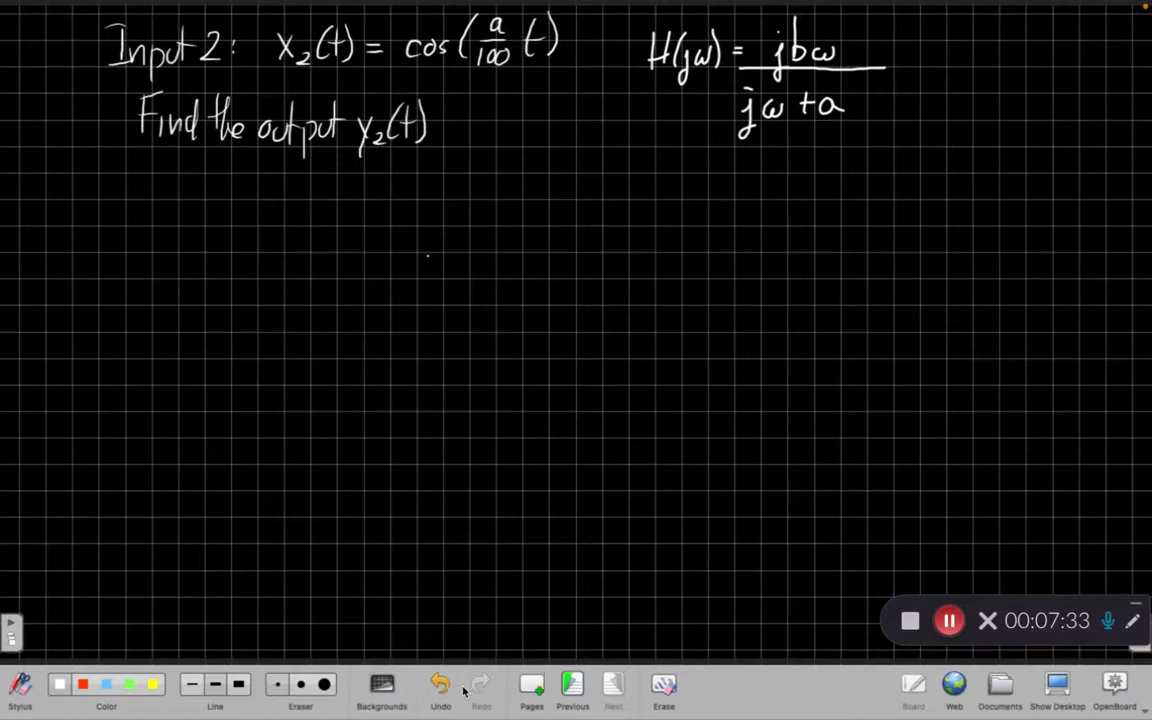 Input 2: x₂(t) = cos(a/100 t)
H(jω) = jbω / jω + a
Find the output y₂(t)
00:07:33
Stylus
Color
Line
Eraser
Backgrounds
Undo
Redo
Pages
Previous
Next
Erase
Board
Web
Documents
Show Desktop
OpenBoard